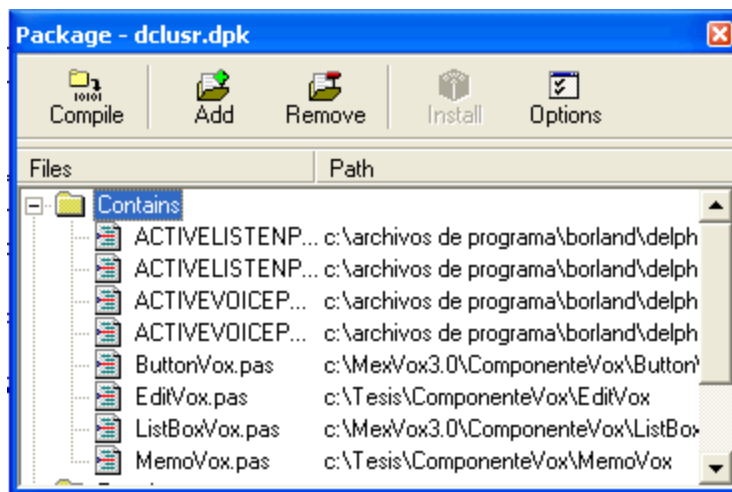 Package - dclusr.dpk
Compile Add Remove Install Options
Files Path
Contains
ACTIVELISTENP... c:\archivos de programa\borland\delph
ACTIVELISTENP... c:\archivos de programa\borland\delph
ACTIVEVOICEP... c:\archivos de programa\borland\delph
ACTIVEVOICEP... c:\archivos de programa\borland\delph
ButtonVox.pas c:\MexVox3.0\ComponenteVox\Button
EditVox.pas c:\Tesis\ComponenteVox\EditVox
ListBoxVox.pas c:\MexVox3.0\ComponenteVox\ListBox
MemoVox.pas c:\Tesis\ComponenteVox\MemoVox